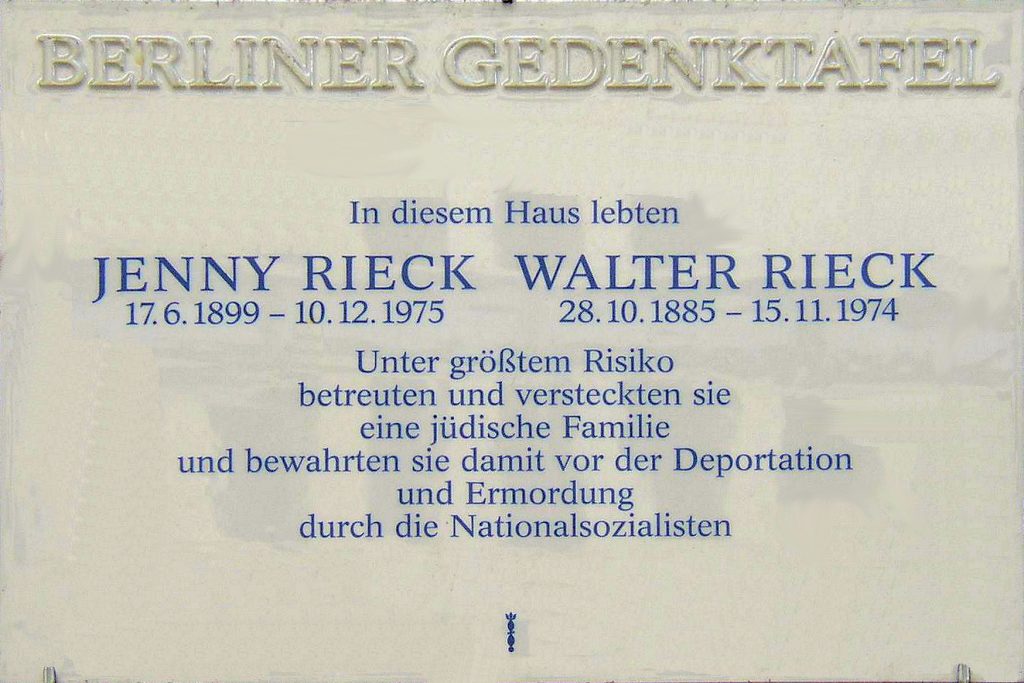 BERLINER GEDENKTAFEL
In diesem Haus lebten
JENNY RIECK WALTER RIECK
17.6.1899 – 10.12.1975 28.10.1885 – 15.11.1974
Unter größtem Risiko
betreuten und versteckten sie
eine jüdische Familie
und bewahrten sie damit vor der Deportation
und Ermordung
durch die Nationalsozialisten